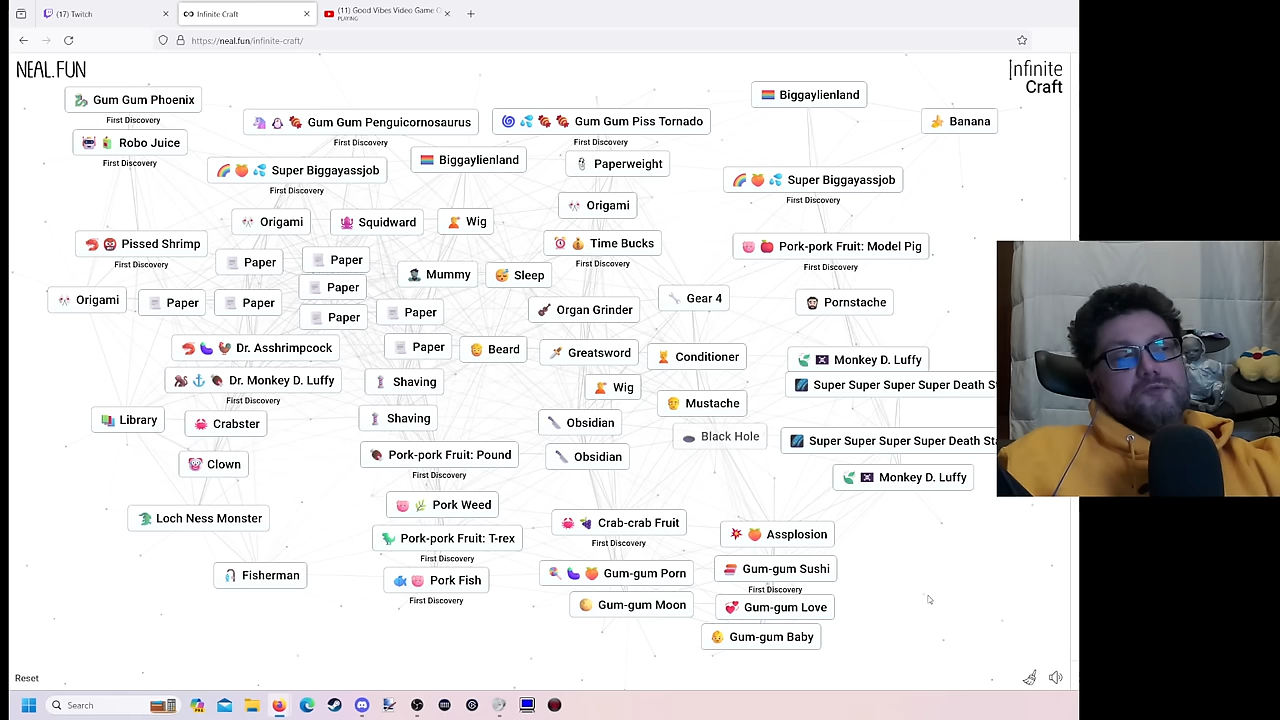 (17) Twitch
Infinite Craft
(11) Good Vibes Video Game
PLAYING
https://neal.fun/infinite-craft/
NEAL.FUN
Infinite
Craft
Gum Gum Phoenix
First Discovery
Gum Gum Penguicornosaurus
First Discovery
Gum Gum Piss Tornado
First Discovery
Biggaylienland
Banana
Robo Juice
First Discovery
Super Biggayassjob
First Discovery
Biggaylienland
Paperweight
Super Biggayassjob
First Discovery
Origami
Squidward
Wig
Origami
Pissed Shrimp
First Discovery
Time Bucks
First Discovery
Pork-pork Fruit: Model Pig
First Discovery
Paper
Paper
Mummy
Sleep
Paper
Origami
Paper
Paper
Gear 4
Pornstache
Paper
Paper
Organ Grinder
Dr. Asshrimpcock
Paper
Beard
Greatsword
Conditioner
Monkey D. Luffy
Dr. Monkey D. Luffy
First Discovery
Shaving
Wig
Super Super Super Super Death St
Mustache
Library
Crabster
Shaving
Obsidian
Black Hole
Super Super Super Super Death Sta
Clown
Pork-pork Fruit: Pound
First Discovery
Obsidian
Monkey D. Luffy
Loch Ness Monster
Pork Weed
Crab-crab Fruit
First Discovery
Assplosion
Pork-pork Fruit: T-rex
First Discovery
Fisherman
Pork Fish
First Discovery
Gum-gum Porn
Gum-gum Sushi
First Discovery
Gum-gum Moon
Gum-gum Love
Gum-gum Baby
Reset
Search